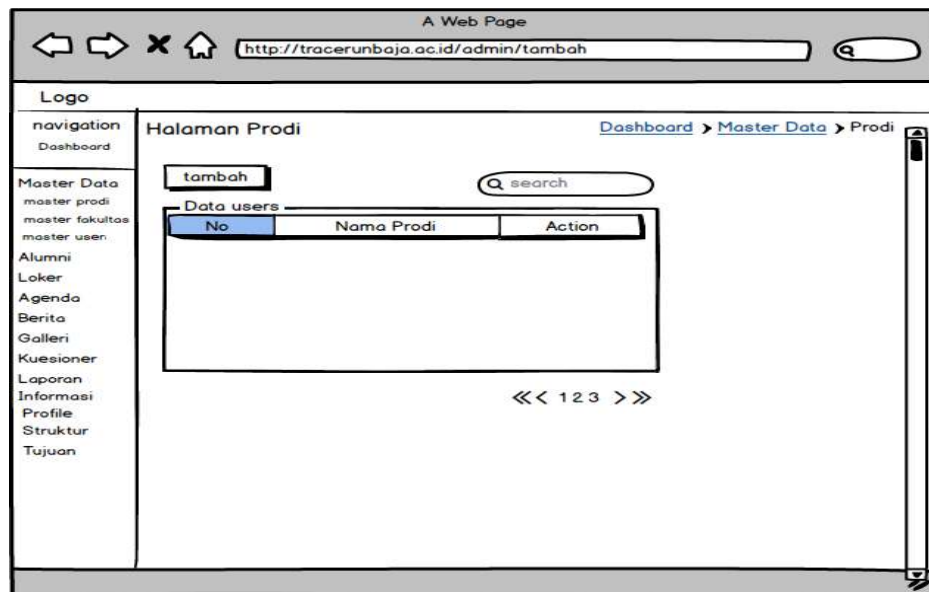 A Web Page
http://tracerunbaja.ac.id/admin/tambah
Logo
navigation
Dashboard
Master Data
master prodi
master fakultas
master user
Alumni
Loker
Agenda
Berita
Galleri
Kuesioner
Laporan
Informasi
Profile
Struktur
Tujuan
Halaman Prodi
Dashboard > Master Data > Prodi
tambah
search
Data users
No Nama Prodi Action
<< < 1 2 3 > >>